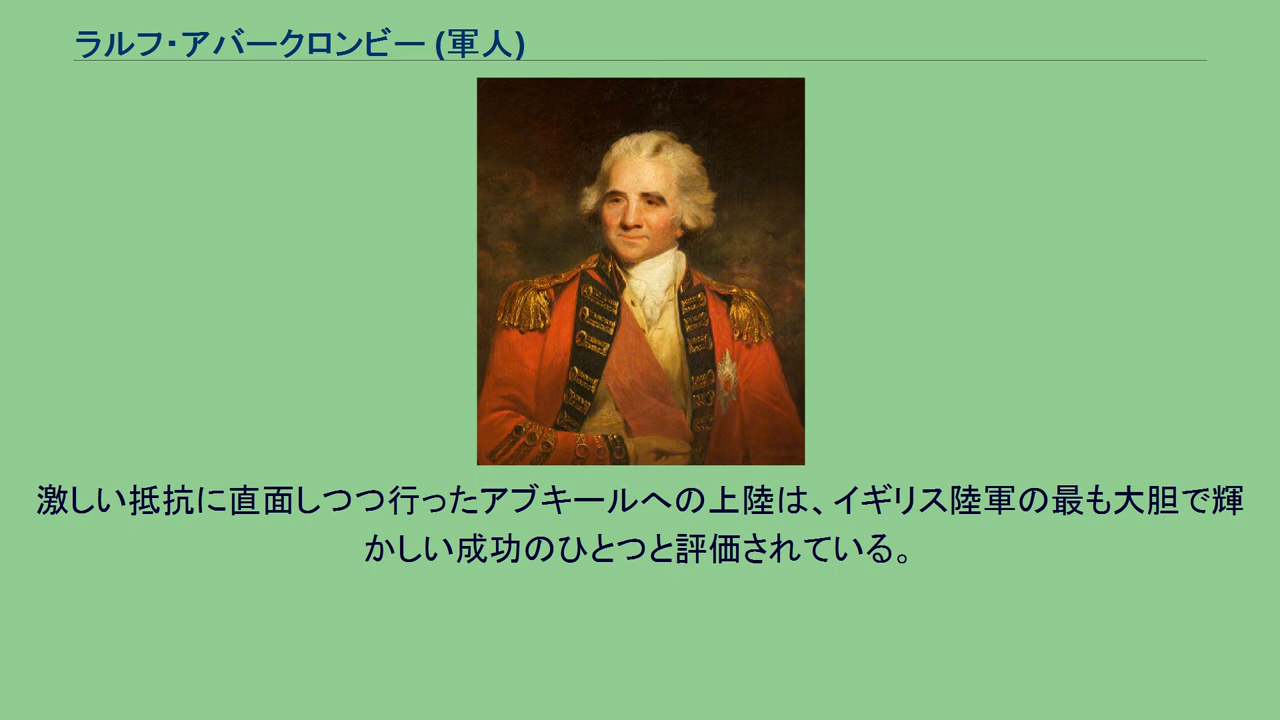 ラルフ・アバークロンビー (軍人)
激しい抵抗に直面しつつ行ったアブキールへの上陸は、イギリス陸軍の最も大胆で輝
かしい成功のひとつと評価されている。